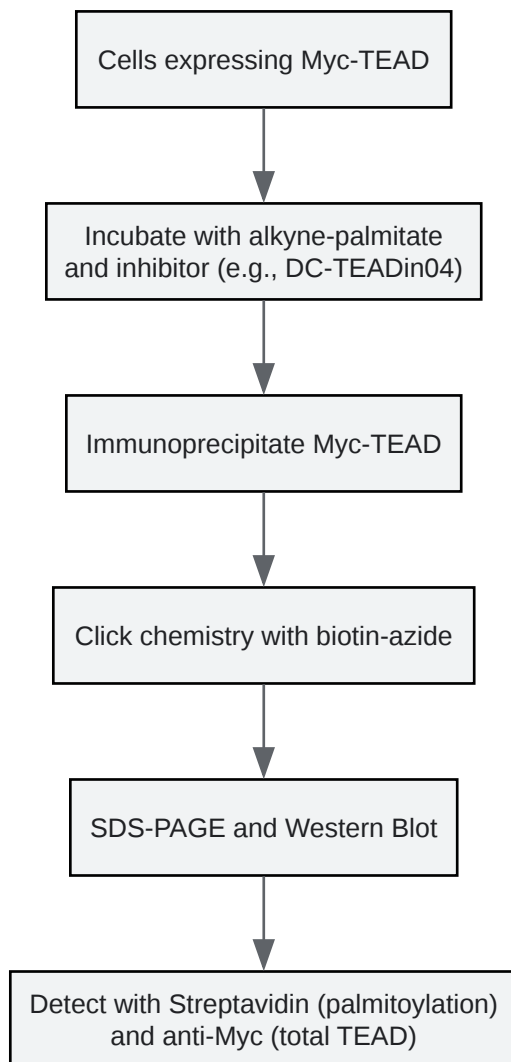 Cells expressing Myc-TEAD
Incubate with alkyne-palmitate
and inhibitor (e.g., DC-TEADin04)
Immunoprecipitate Myc-TEAD
Click chemistry with biotin-azide
SDS-PAGE and Western Blot
Detect with Streptavidin (palmitoylation)
and anti-Myc (total TEAD)